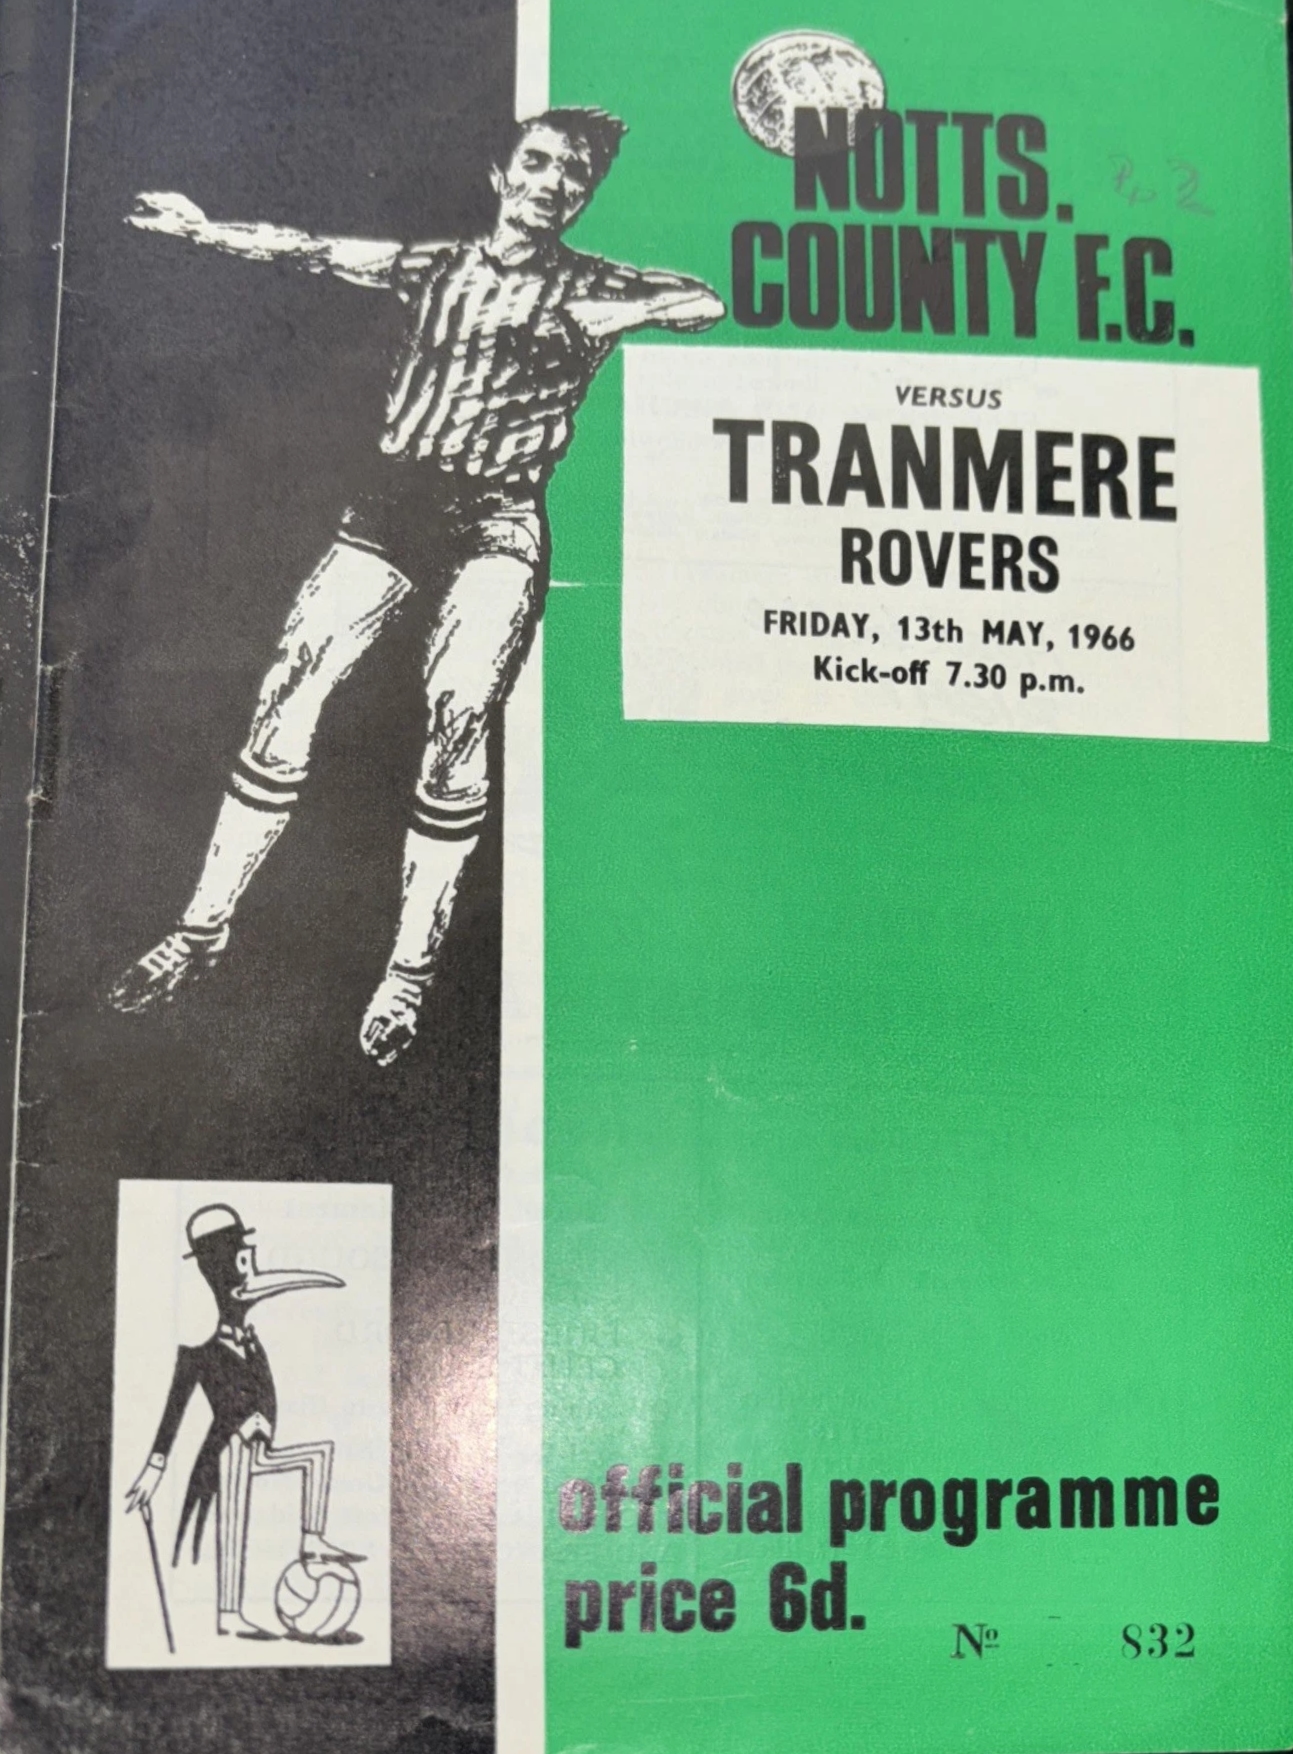 NOTTS.
COUNTY F.C.
VERSUS
TRANMERE
ROVERS
FRIDAY, 13th MAY, 1966
Kick-off 7.30 p.m.
official programme
price 6d.
Nº 832